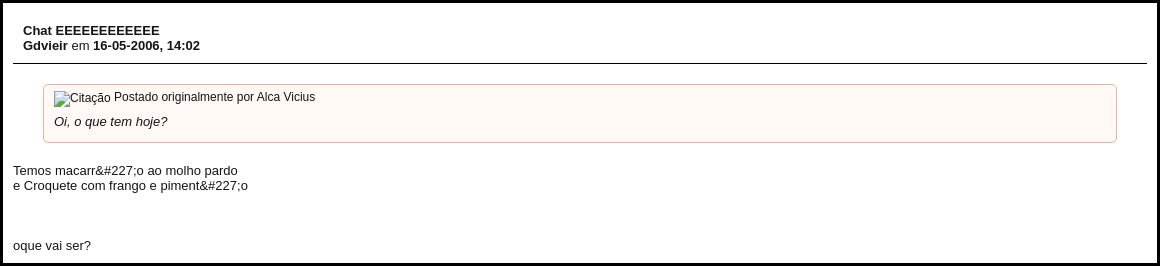 Chat EEEEEEEEEEEE
Gdvieir em 16-05-2006, 14:02
Citação Postado originalmente por Alca Vicius
Oi, o que tem hoje?
Temos macarr&#227;o ao molho pardo
e Croquete com frango e piment&#227;o
oque vai ser?